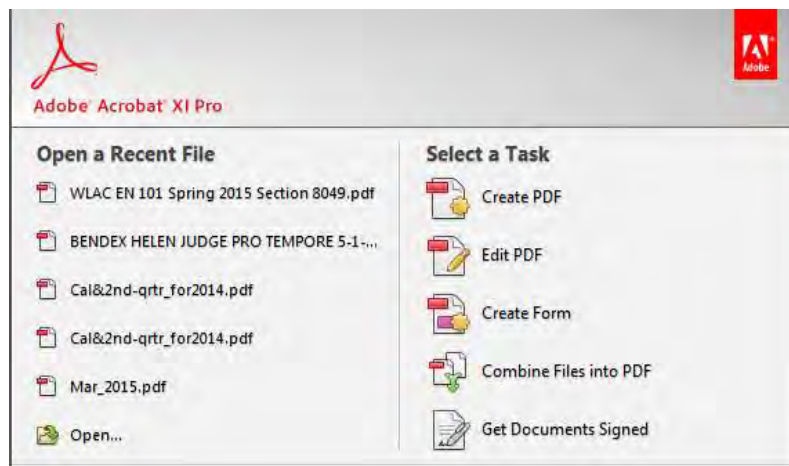 Adobe
Adobe® Acrobat® XI Pro
Open a Recent File
WLAC EN 101 Spring 2015 Section 8049.pdf
BENDEX HELEN JUDGE PRO TEMPORE 5-1-...
Cal&2nd-qrtr_for2014.pdf
Cal&2nd-qrtr_for2014.pdf
Mar_2015.pdf
Open...
Select a Task
Create PDF
Edit PDF
Create Form
Combine Files into PDF
Get Documents Signed